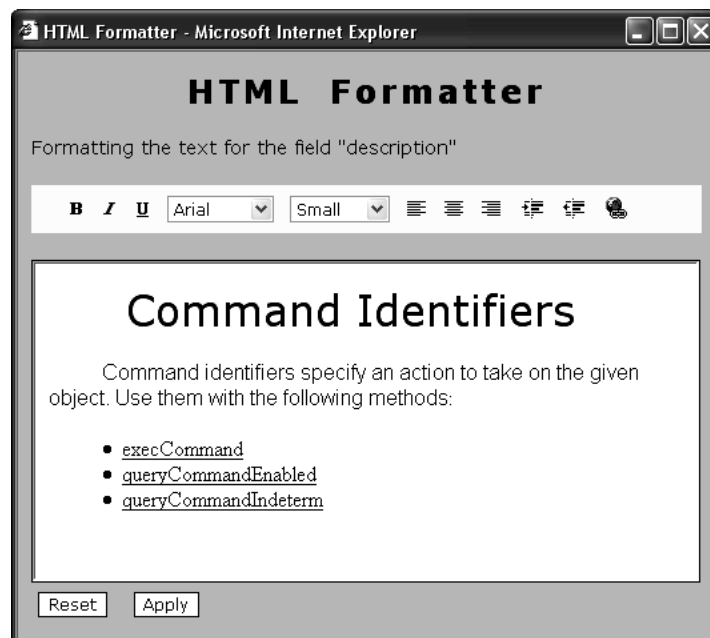 HTML Formatter - Microsoft Internet Explorer
HTML Formatter
Formatting the text for the field "description"
B I U Arial Small
Command Identifiers
Command identifiers specify an action to take on the given
object. Use them with the following methods:
• execCommand
• queryCommandEnabled
• queryCommandIndeterm
Reset Apply